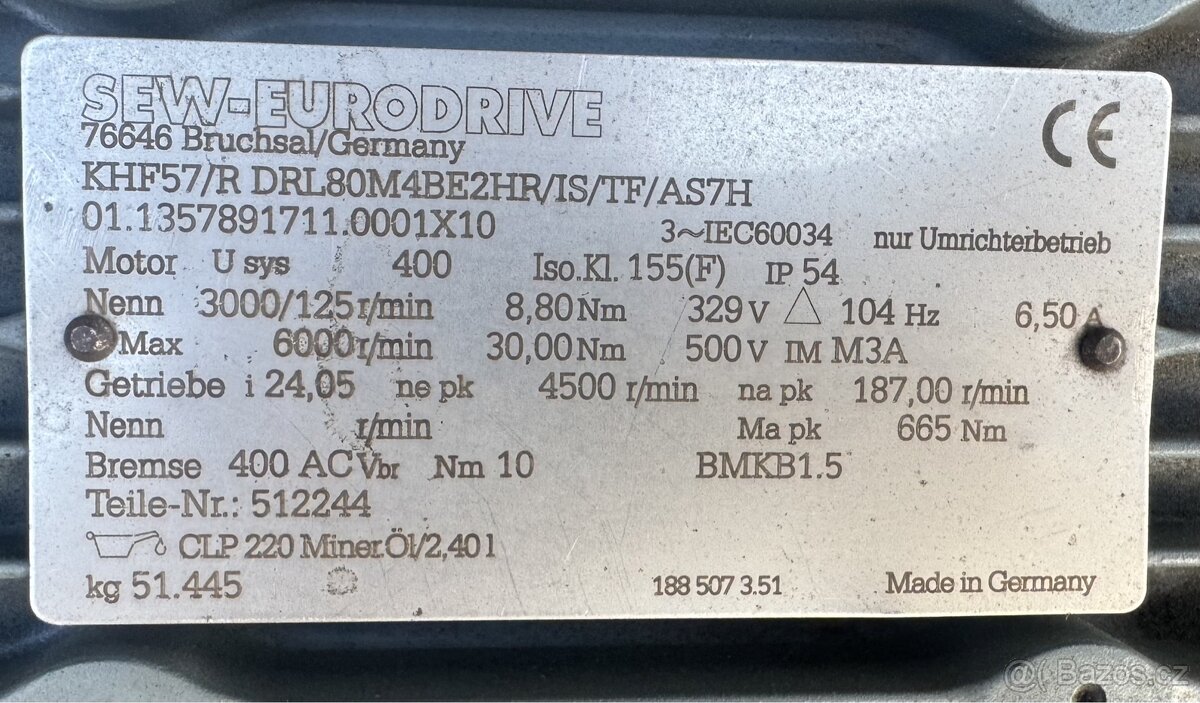 SEW-EURODRIVE
76646 Bruchsal/Germany
KHF57/R DRL80M4BE2HR/IS/TF/AS7H
01.1357891711.0001X10 3~IEC60034 nur Umrichterbetrieb
Motor U sys 400 Iso.Kl. 155(F) IP 54
Nenn 3000/125 r/min 8,80 Nm 329 V △ 104 Hz 6,50 A
Max 6000 r/min 30,00 Nm 500 V IM M3A
Getriebe i 24,05 ne pk 4500 r/min na pk 187,00 r/min
Nenn r/min Ma pk 665 Nm
Bremse 400 AC Vbr Nm 10 BMKB1.5
Teile-Nr.: 512244
CLP 220 Miner.Öl/2,40 l
kg 51.445 188 507 3.51 Made in Germany
CE
Bazos.cz